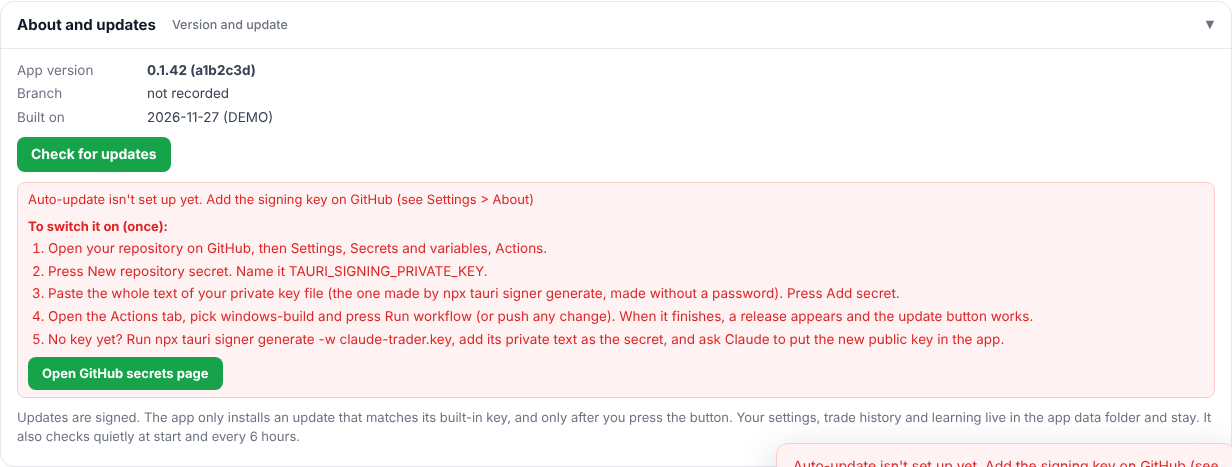 About and updates Version and update ▼
App version 0.1.42 (a1b2c3d)
Branch not recorded
Built on 2026-11-27 (DEMO)
Check for updates
Auto-update isn't set up yet. Add the signing key on GitHub (see Settings > About)
To switch it on (once):
1. Open your repository on GitHub, then Settings, Secrets and variables, Actions.
2. Press New repository secret. Name it TAURI_SIGNING_PRIVATE_KEY.
3. Paste the whole text of your private key file (the one made by npx tauri signer generate, made without a password). Press Add secret.
4. Open the Actions tab, pick windows-build and press Run workflow (or push any change). When it finishes, a release appears and the update button works.
5. No key yet? Run npx tauri signer generate -w claude-trader.key, add its private text as the secret, and ask Claude to put the new public key in the app.
Open GitHub secrets page
Updates are signed. The app only installs an update that matches its built-in key, and only after you press the button. Your settings, trade history and learning live in the app data folder and stay. It
also checks quietly at start and every 6 hours.
Auto-update isn't set up yet. Add the signing key on GitHub (see